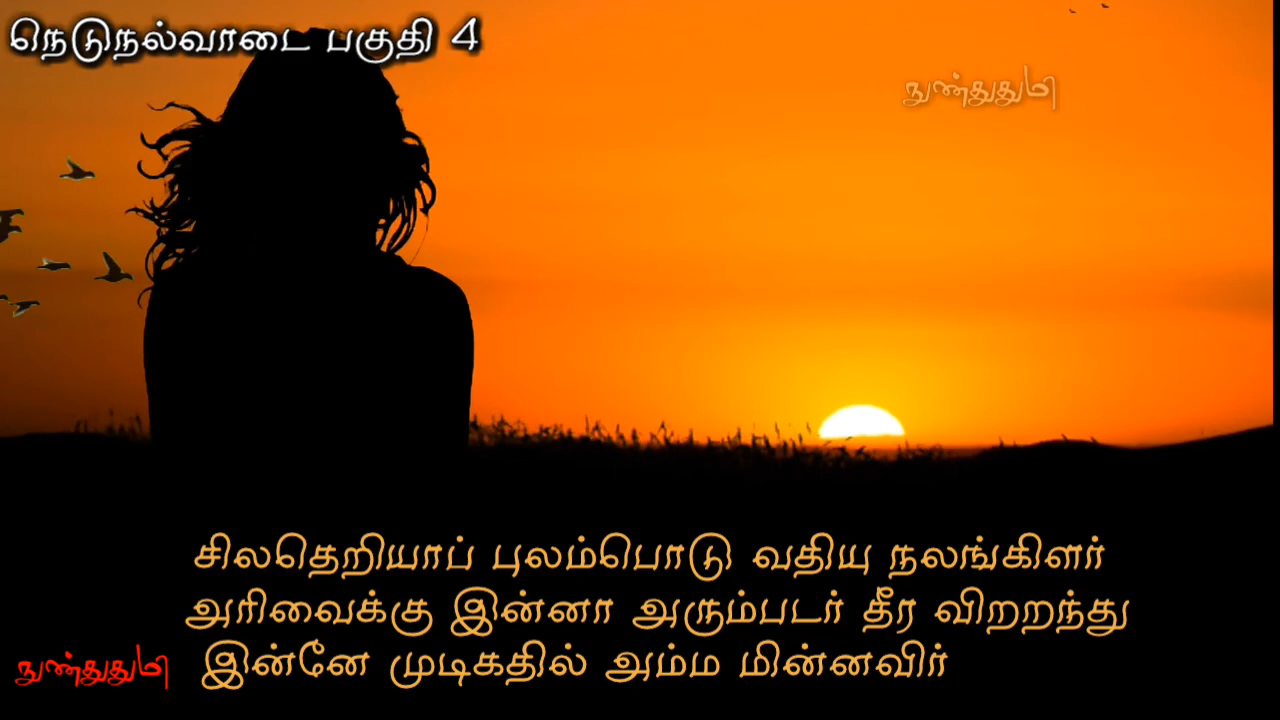 நெடுநல்வாடை பகுதி 4
நுண்துமி
சிலதெறியாப் புலம்பொடு வதியு நலங்கிளர்
அரிவைக்கு இன்னா அரும்படர் தீர விறறந்து
இன்னே முடிகதில் அம்ம மின்னவிர்
நுண்துமி